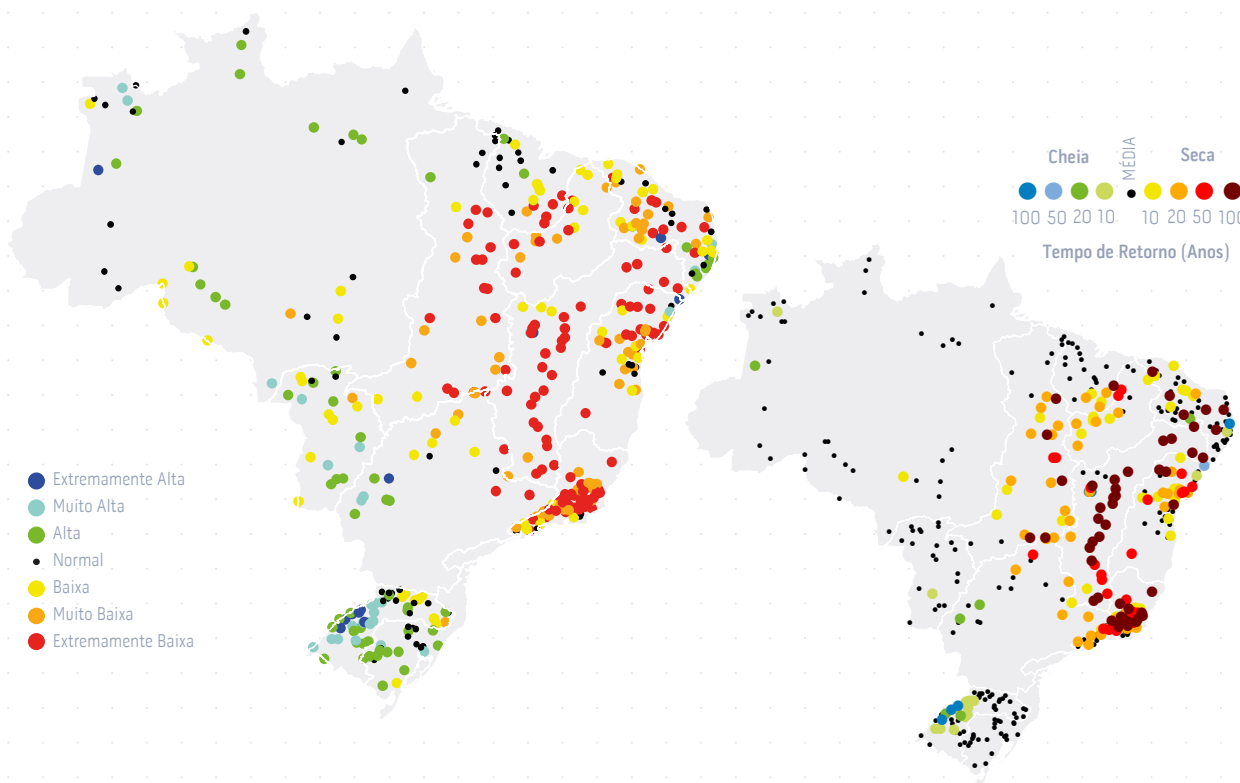 Extremamente Alta
Muito Alta
Alta
Normal
Baixa
Muito Baixa
Extremamente Baixa
Cheia MÉDIA Seca
100 50 20 10 10 20 50 100
Tempo de Retorno (Anos)